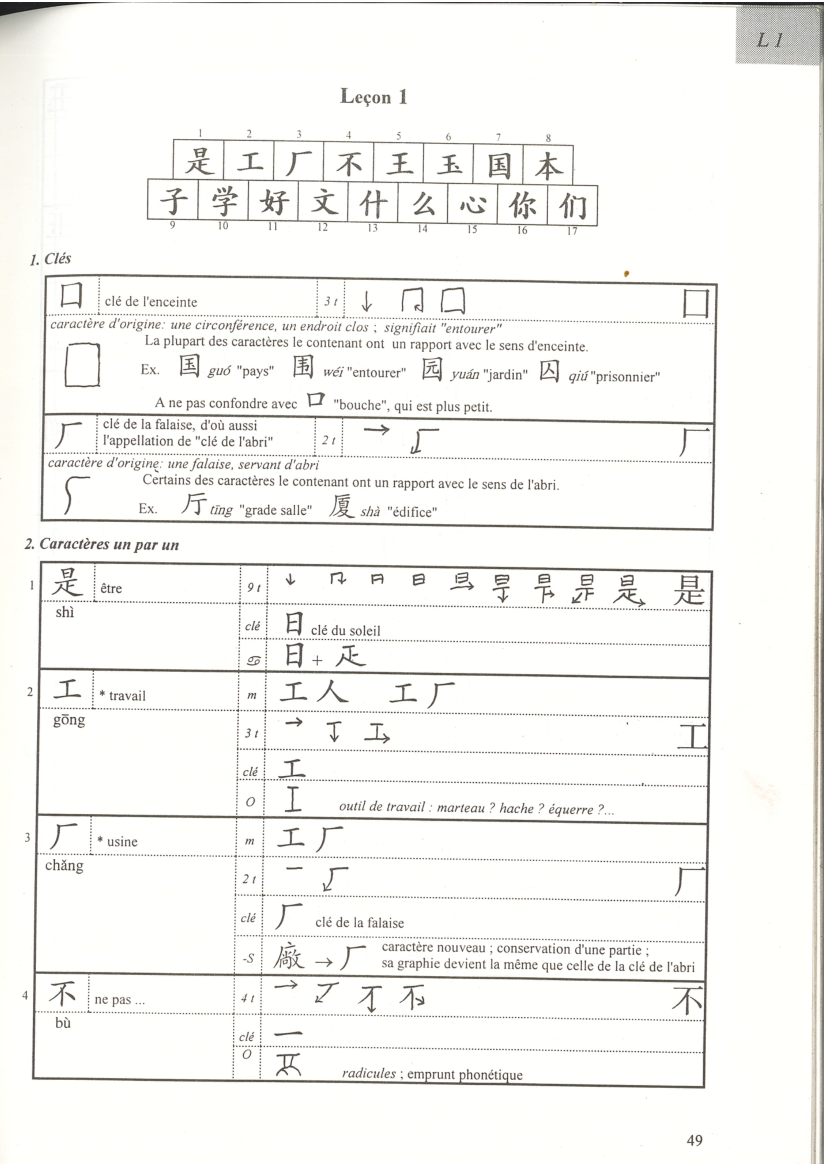 L 1
Leçon 1
1 2 3 4 5 6 7 8
是 工 厂 不 王 玉 国 本
子 学 好 文 什 么 心 你 们
9 10 11 12 13 14 15 16 17
1. Clés
囗 clé de l'enceinte 3 t 囗
caractère d'origine: une circonférence, un endroit clos ; signifiait "entourer"
La plupart des caractères le contenant ont un rapport avec le sens d'enceinte.
Ex. 国 guó "pays" 围 wéi "entourer" 园 yuán "jardin" 囚 qiú "prisonnier"
A ne pas confondre avec 口 "bouche", qui est plus petit.
厂 clé de la falaise, d'où aussi
l'appellation de "clé de l'abri" 2 t 厂
caractère d'origine: une falaise, servant d'abri
Certains des caractères le contenant ont un rapport avec le sens de l'abri.
Ex. 厅 tīng "grade salle" 厦 shà "édifice"
2. Caractères un par un
1 是 être 9 t 是
shì
clé 日 clé du soleil
日 + 疋
2 工 * travail m 工人 工厂
gōng
3 t 工
clé 工
O 工 outil de travail : marteau ? hache ? équerre ?...
3 厂 * usine m 工厂
chǎng
2 t 厂
clé 厂 clé de la falaise
-S 廠 → 厂 caractère nouveau ; conservation d'une partie ;
sa graphie devient la même que celle de la clé de l'abri
4 不 ne pas ... 4 t 不
bù
clé 一
O radicules ; emprunt phonétique
49